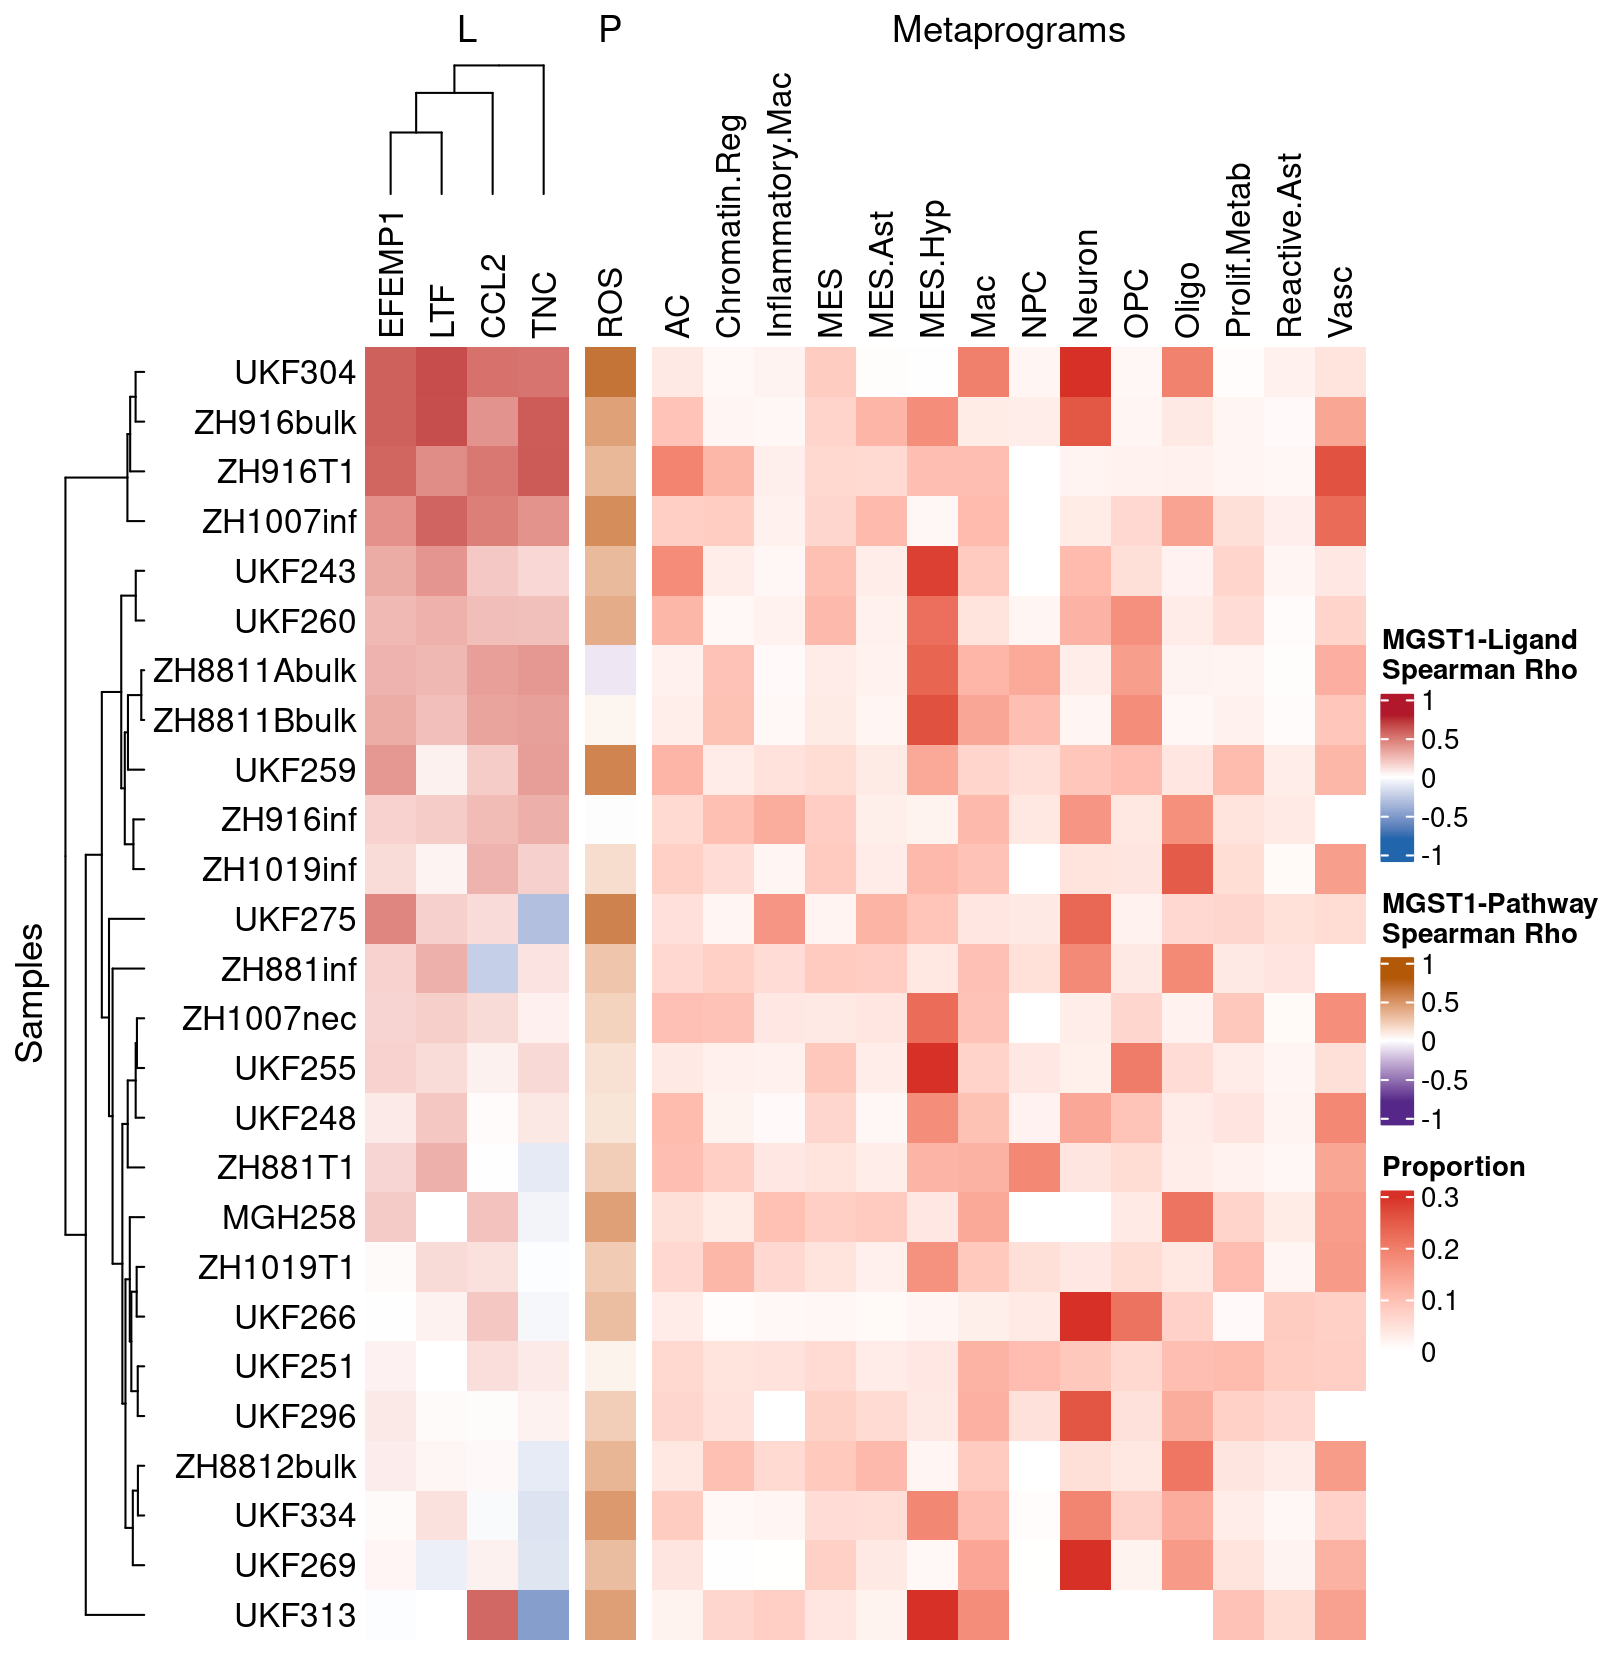 L P Metaprograms
EFEMP1 LTF CCL2 TNC ROS AC Chromatin.Reg Inflammatory.Mac MES MES.Ast MES.Hyp Mac NPC Neuron OPC Oligo Prolif.Metab Reactive.Ast Vasc
Samples
UKF304
ZH916bulk
ZH916T1
ZH1007inf
UKF243
UKF260
ZH8811Abulk
ZH8811Bbulk
UKF259
ZH916inf
ZH1019inf
UKF275
ZH881inf
ZH1007nec
UKF255
UKF248
ZH881T1
MGH258
ZH1019T1
UKF266
UKF251
UKF296
ZH8812bulk
UKF334
UKF269
UKF313
MGST1-Ligand
Spearman Rho
1
0.5
0
-0.5
-1
MGST1-Pathway
Spearman Rho
1
0.5
0
-0.5
-1
Proportion
0.3
0.2
0.1
0